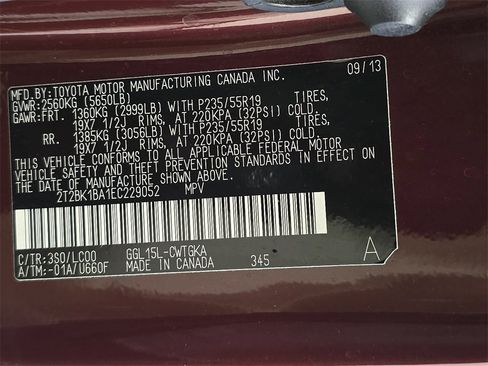 MFD.BY:TOYOTA MOTOR MANUFACTURING CANADA INC. 09/13
GVWR:2560KG (5650LB)
GAWR:FRT. 1360KG (2999LB) WITH P235/55R19 TIRES,
19X7 1/2J RIMS, AT 220KPA (32PSI) COLD.
RR. 1385KG (3056LB) WITH P235/55R19 TIRES,
19X7 1/2J RIMS, AT 220KPA (32PSI) COLD.
THIS VEHICLE CONFORMS TO ALL APPLICABLE FEDERAL MOTOR
VEHICLE SAFETY AND THEFT PREVENTION STANDARDS IN EFFECT ON
THE DATE OF MANUFACTURE SHOWN ABOVE.
2T2BK1BA1EC229052 MPV
C/TR:3S0/LC00 GGL15L-CWTGKA
A/TM:-01A/U660F MADE IN CANADA 345 A